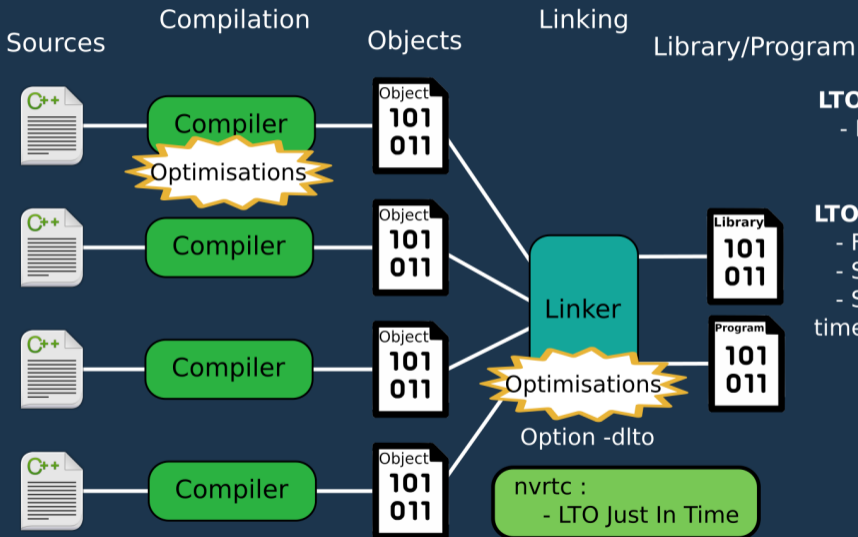 Compilation
Linking
Sources
Objects
Library/Program
C++
Compiler
Object
101
011
LTO
Optimisations
C++
Compiler
Object
101
011
Library
101
011
LTO
time
Linker
C++
Compiler
Object
101
011
Program
101
011
Optimisations
Option -dlto
C++
Compiler
Object
101
011
nvrtc :
- LTO Just In Time